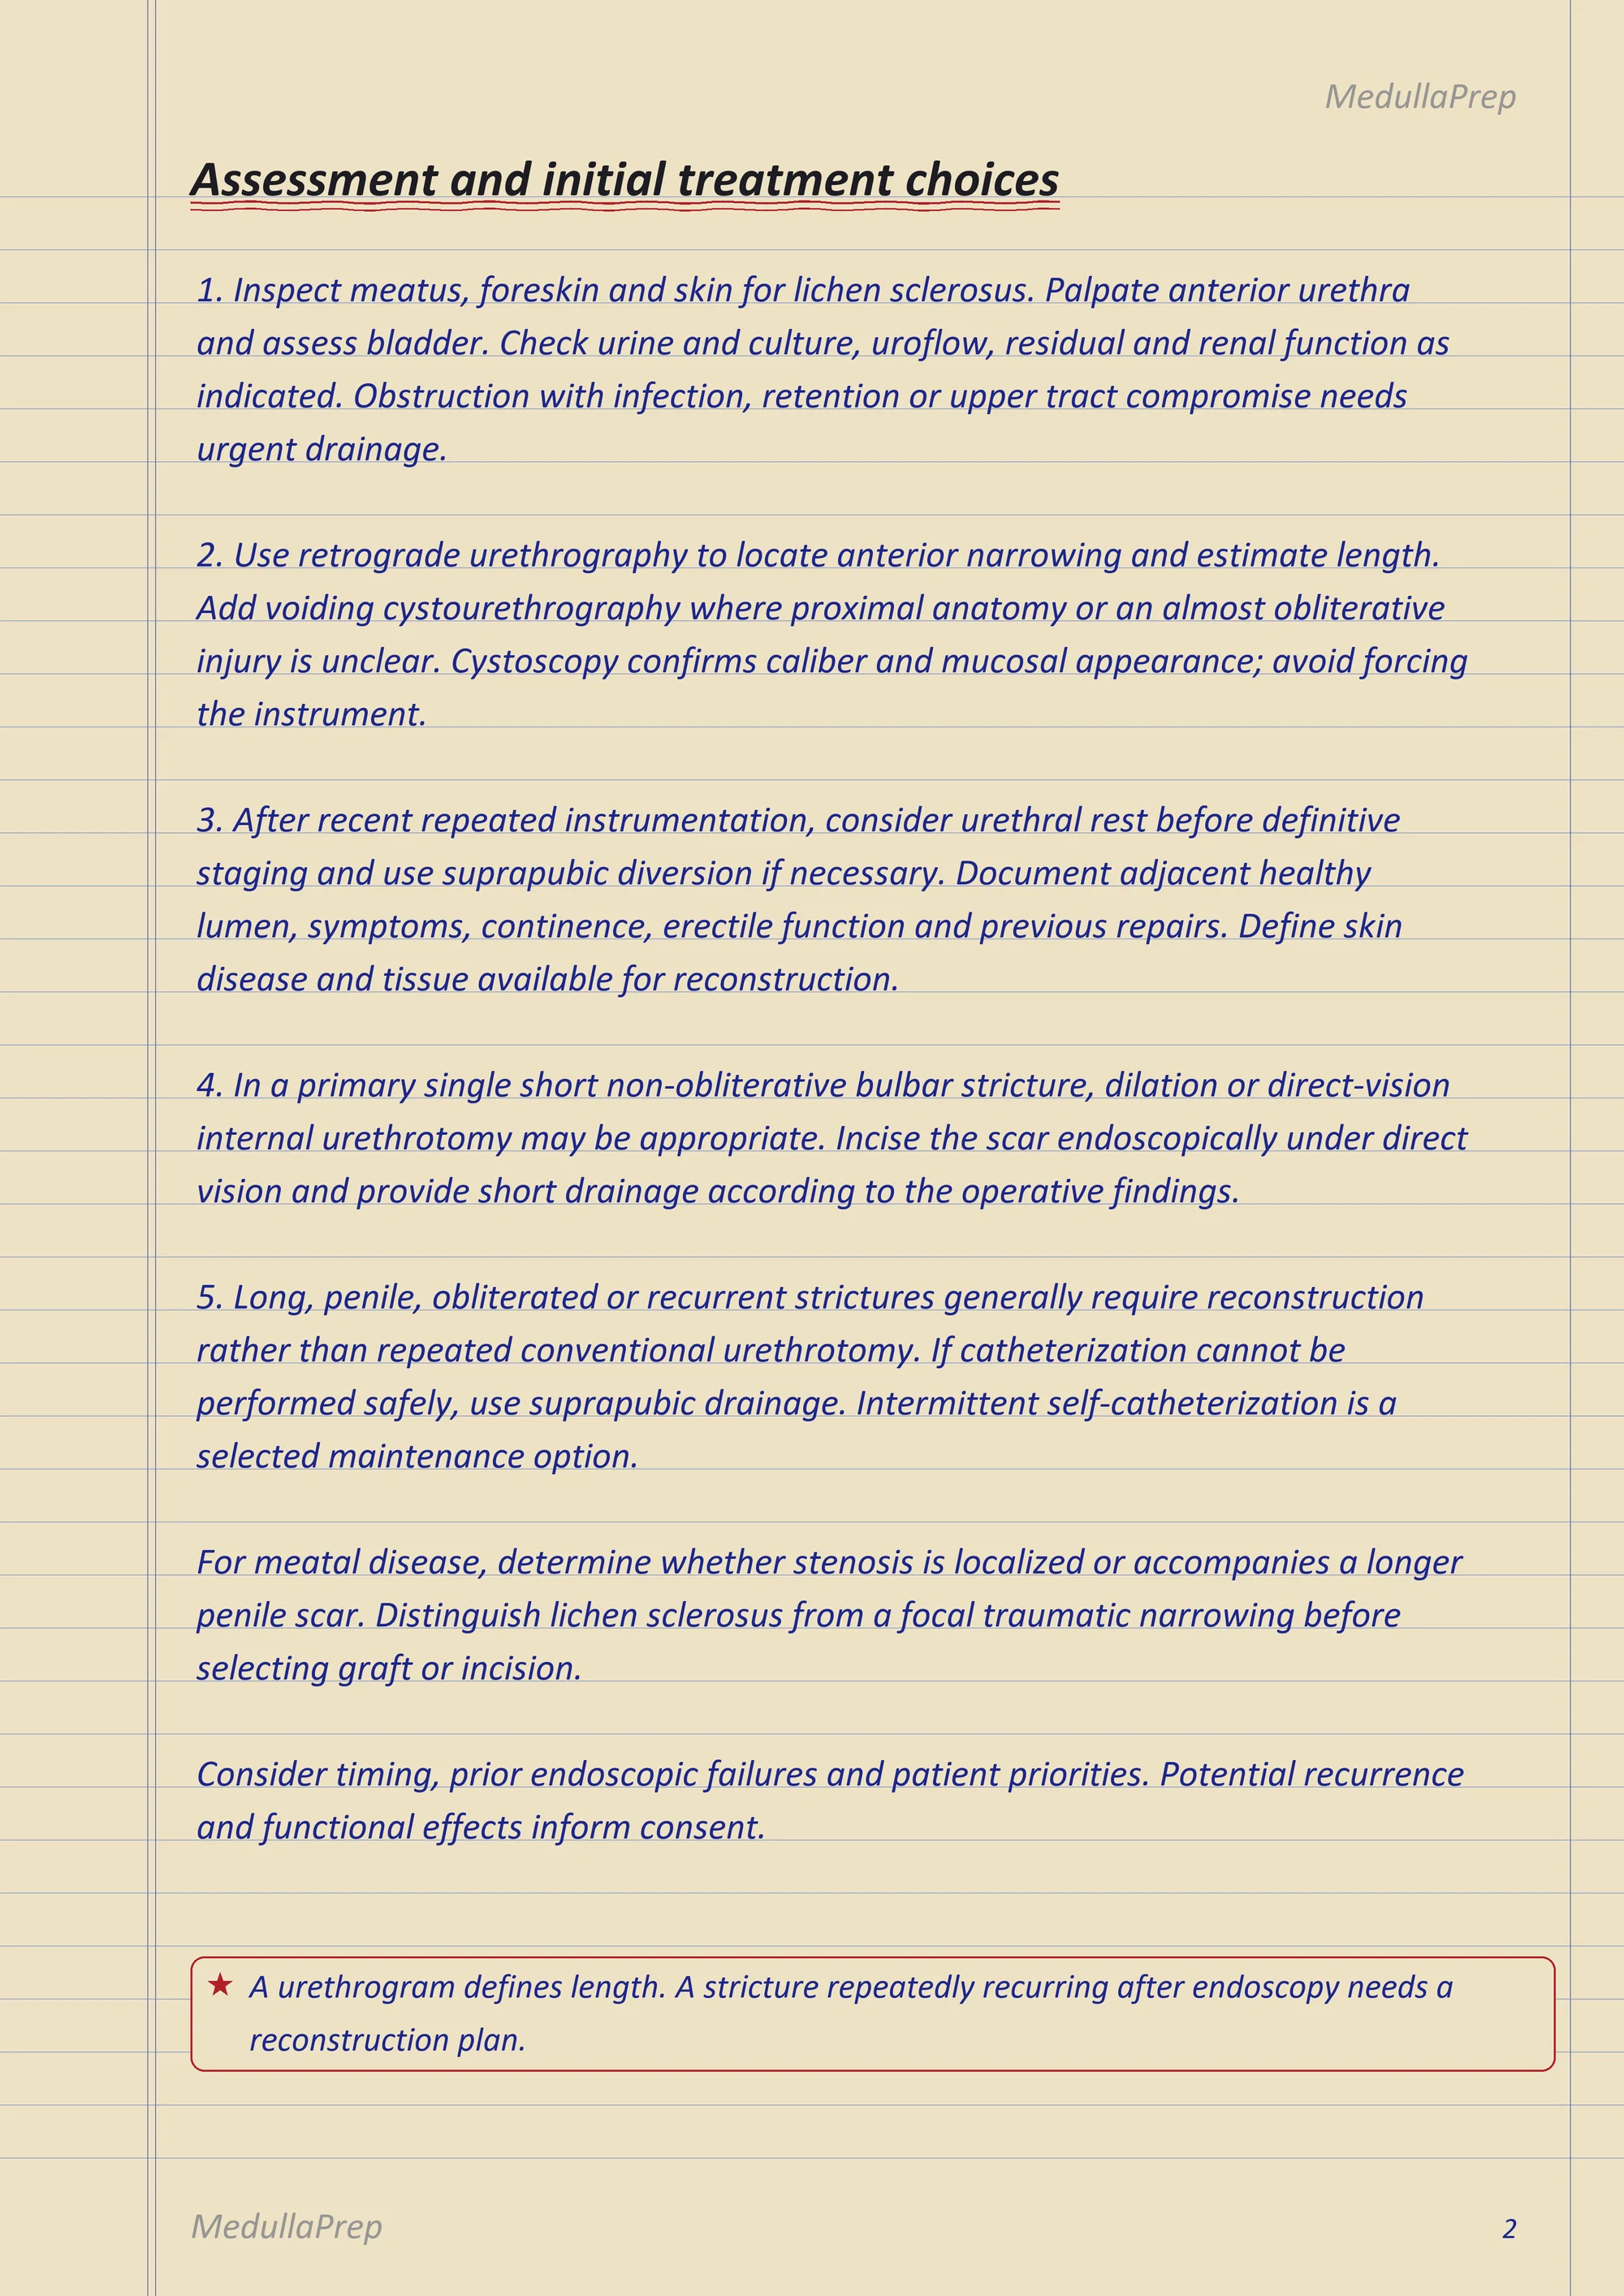 MedullaPrep
Assessment and initial treatment choices
1. Inspect meatus, foreskin and skin for lichen sclerosus. Palpate anterior urethra
and assess bladder. Check urine and culture, uroflow, residual and renal function as
indicated. Obstruction with infection, retention or upper tract compromise needs
urgent drainage.
2. Use retrograde urethrography to locate anterior narrowing and estimate length.
Add voiding cystourethrography where proximal anatomy or an almost obliterative
injury is unclear. Cystoscopy confirms caliber and mucosal appearance; avoid forcing
the instrument.
3. After recent repeated instrumentation, consider urethral rest before definitive
staging and use suprapubic diversion if necessary. Document adjacent healthy
lumen, symptoms, continence, erectile function and previous repairs. Define skin
disease and tissue available for reconstruction.
4. In a primary single short non-obliterative bulbar stricture, dilation or direct-vision
internal urethrotomy may be appropriate. Incise the scar endoscopically under direct
vision and provide short drainage according to the operative findings.
5. Long, penile, obliterated or recurrent strictures generally require reconstruction
rather than repeated conventional urethrotomy. If catheterization cannot be
performed safely, use suprapubic drainage. Intermittent self-catheterization is a
selected maintenance option.
For meatal disease, determine whether stenosis is localized or accompanies a longer
penile scar. Distinguish lichen sclerosus from a focal traumatic narrowing before
selecting graft or incision.
Consider timing, prior endoscopic failures and patient priorities. Potential recurrence
and functional effects inform consent.
★ A urethrogram defines length. A stricture repeatedly recurring after endoscopy needs a
reconstruction plan.
MedullaPrep
2